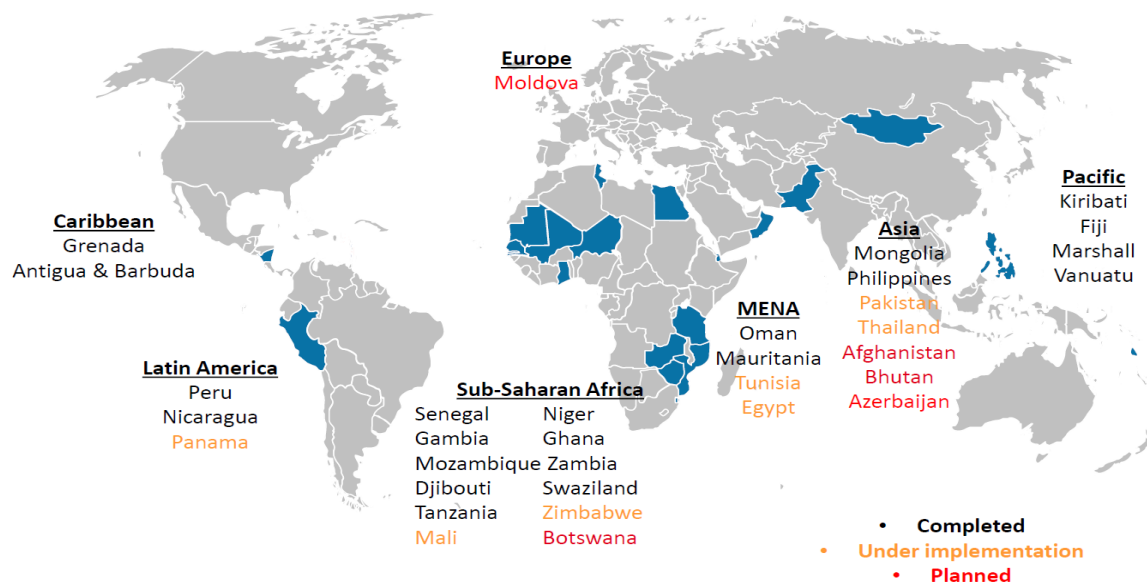 Europe
Moldova
Caribbean
Grenada
Antigua & Barbuda
Pacific
Kiribati
Fiji
Marshall
Vanuatu
Asia
Mongolia
Philippines
Pakistan
Thailand
Afghanistan
Bhutan
Azerbaijan
MENA
Oman
Mauritania
Tunisia
Egypt
Latin America
Peru
Nicaragua
Panama
Sub-Saharan Africa
Senegal Niger
Gambia Ghana
Mozambique Zambia
Djibouti Swaziland
Tanzania Zimbabwe
Mali Botswana
• Completed
• Under implementation
• Planned